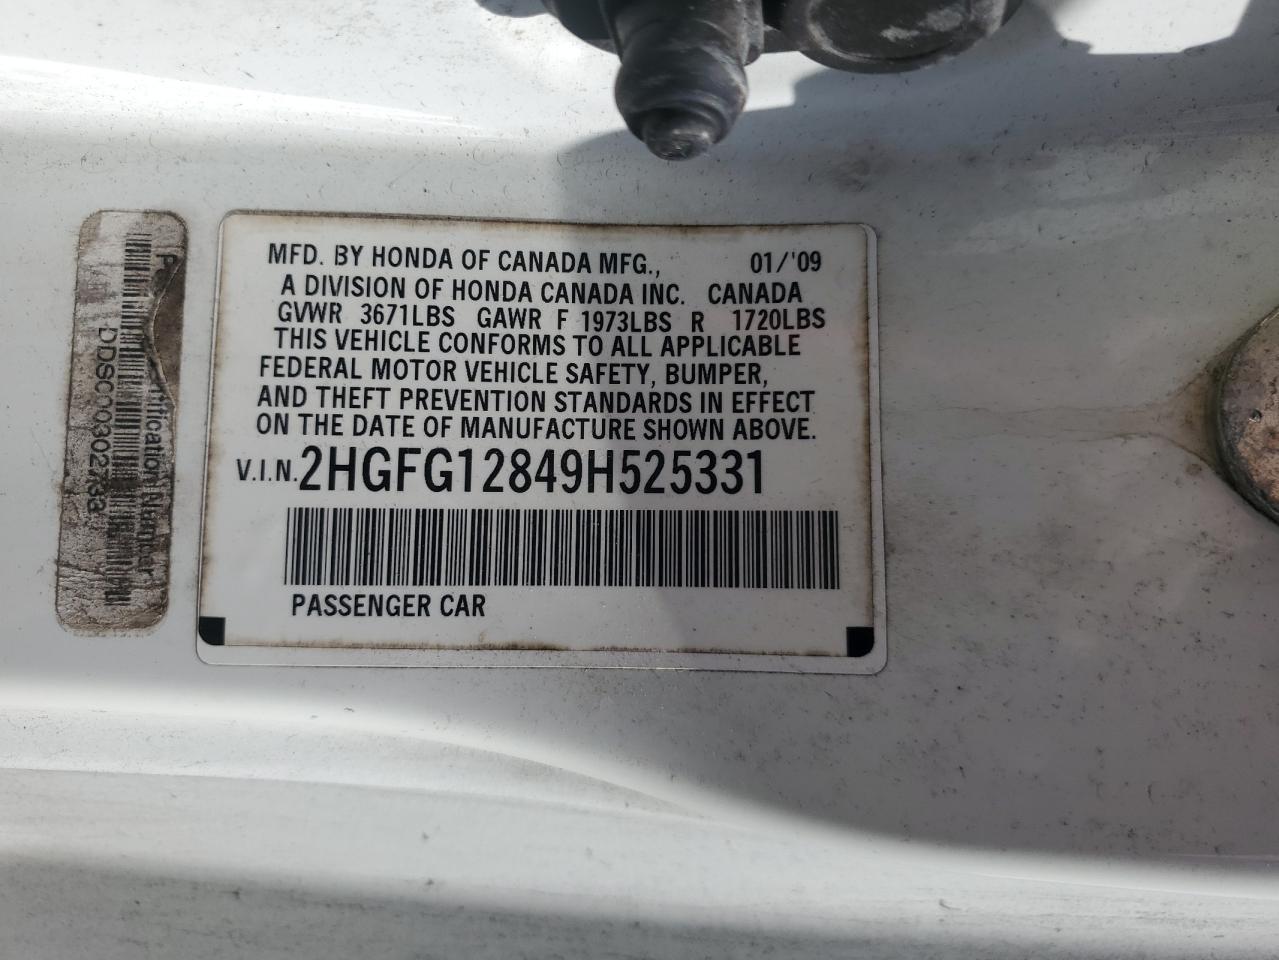 MFD. BY HONDA OF CANADA MFG., 01/'09
A DIVISION OF HONDA CANADA INC. CANADA
GVWR 3671LBS GAWR F 1973LBS R 1720LBS
THIS VEHICLE CONFORMS TO ALL APPLICABLE
FEDERAL MOTOR VEHICLE SAFETY, BUMPER,
AND THEFT PREVENTION STANDARDS IN EFFECT
ON THE DATE OF MANUFACTURE SHOWN ABOVE.
V.I.N. 2HGFG12849H525331
PASSENGER CAR
Number